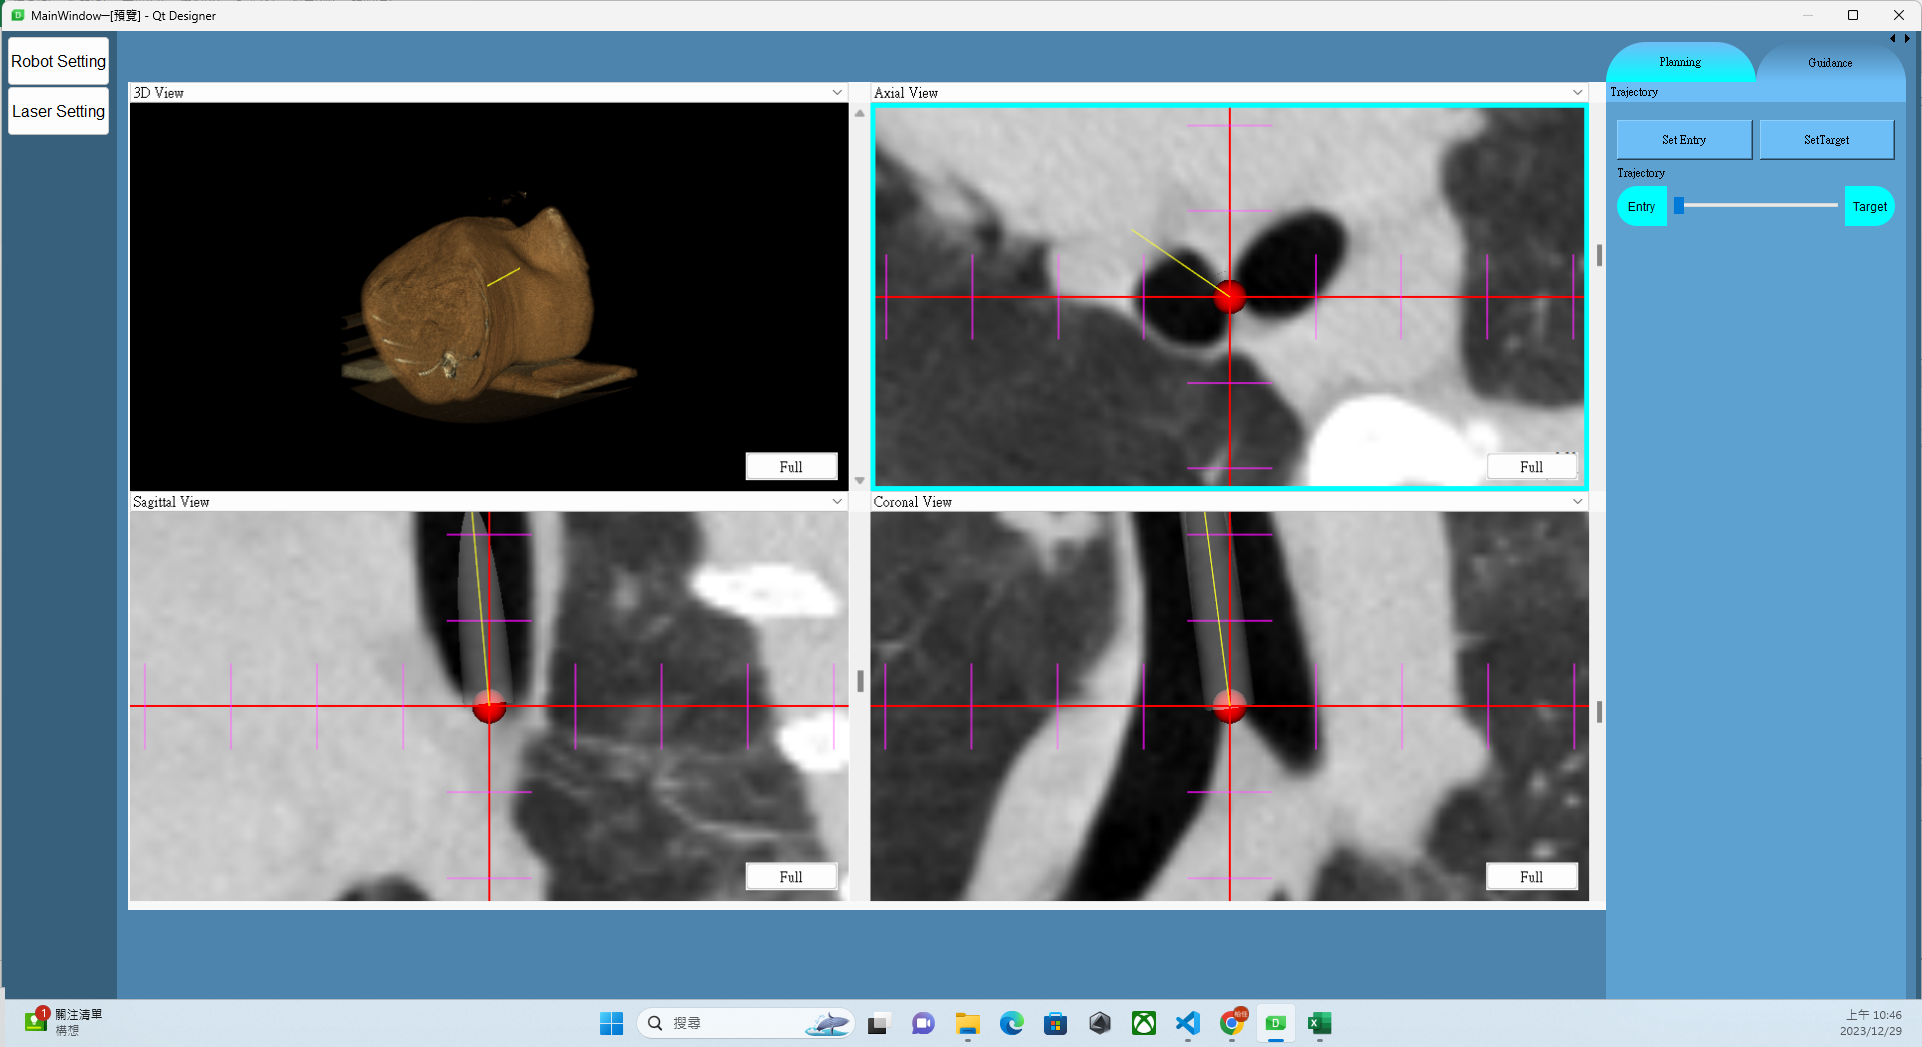 MainWindow─[預覽] - Qt Designer
Robot Setting
Laser Setting
3D View
Axial View
Full
Full
Sagittal View
Coronal View
Full
Full
Planning
Guidance
Trajectory
Set Entry
SetTarget
Trajectory
Entry
Target
1
關注清單
構想
搜尋
上午 10:46
2023/12/29